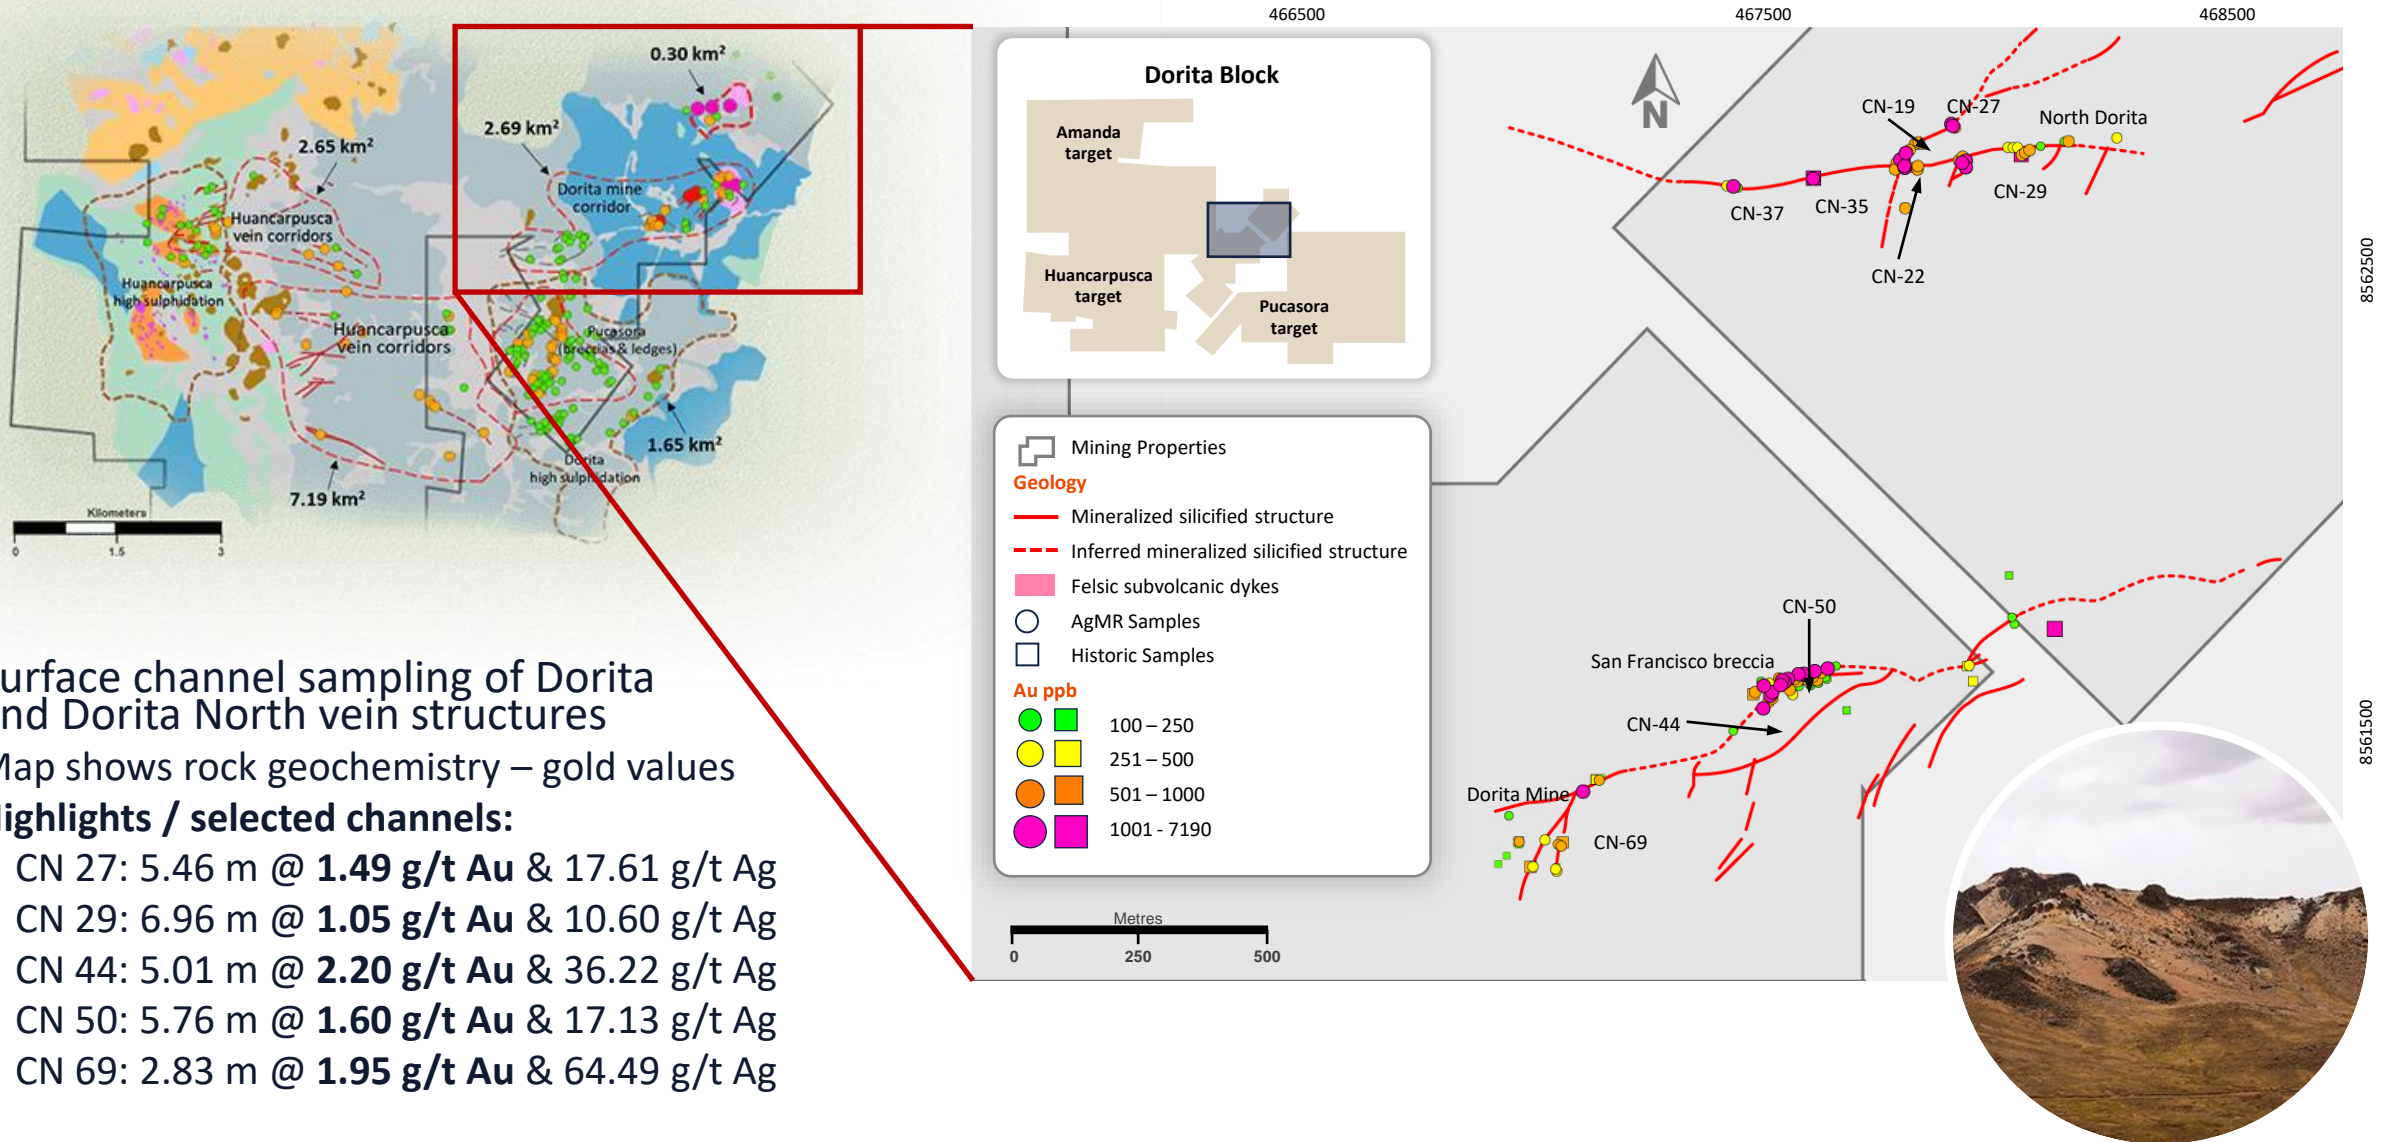 0.30 km²
2.69 km²
2.65 km²
Dorita mine
corridor
Huancarpusca
vein corridors
Huancarpusca
high sulphidation
Huancarpusca
vein corridors
Pucasora
(breccias & ledges)
1.65 km²
Dorita
high sulphidation
7.19 km²
Kilometers
0 1.5 3
urface channel sampling of Dorita
nd Dorita North vein structures
Map shows rock geochemistry – gold values
Highlights / selected channels:
CN 27: 5.46 m @ 1.49 g/t Au & 17.61 g/t Ag
CN 29: 6.96 m @ 1.05 g/t Au & 10.60 g/t Ag
CN 44: 5.01 m @ 2.20 g/t Au & 36.22 g/t Ag
CN 50: 5.76 m @ 1.60 g/t Au & 17.13 g/t Ag
CN 69: 2.83 m @ 1.95 g/t Au & 64.49 g/t Ag
466500 467500 468500
Dorita Block
Amanda
target
Huancarpusca
target
Pucasora
target
Mining Properties
Geology
Mineralized silicified structure
Inferred mineralized silicified structure
Felsic subvolcanic dykes
AgMR Samples
Historic Samples
Au ppb
100 – 250
251 – 500
501 – 1000
1001 - 7190
Metres
0 250 500
N
CN-19
CN-27
North Dorita
CN-37
CN-35
CN-29
CN-22
8562500
CN-50
San Francisco breccia
CN-44
Dorita Mine
CN-69
8561500